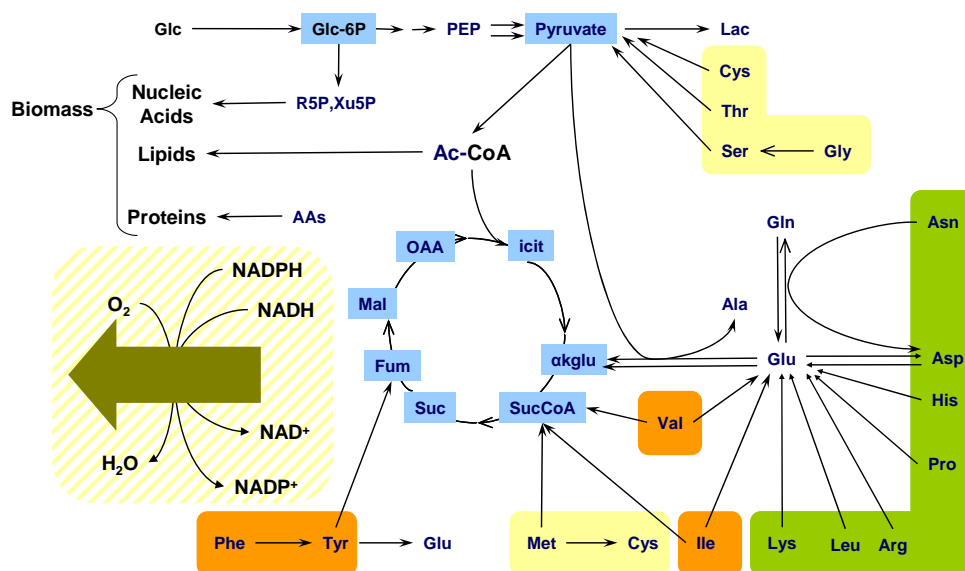 Glc
Glc-6P
PEP
Pyruvate
Lac
Cys
Thr
Ser
Gly
Biomass
Nucleic
Acids
R5P,Xu5P
Lipids
Ac-CoA
Proteins
AAs
Gln
Asn
OAA
icit
NADPH
O2
NADH
Mal
Ala
Fum
αkglu
Glu
Asp
His
Suc
SucCoA
Val
NAD+
H2O
Pro
NADP+
Phe
Tyr
Glu
Met
Cys
Ile
Lys
Leu
Arg